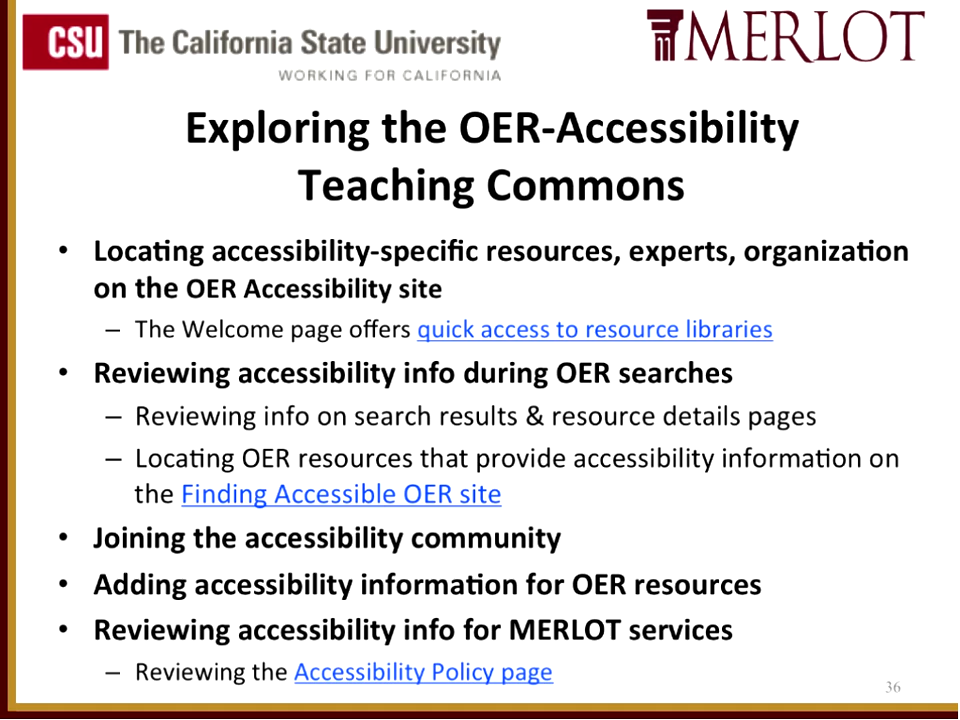 CSU The California State University
WORKING FOR CALIFORNIA
MERLOT
Exploring the OER-Accessibility
Teaching Commons
• Locating accessibility-specific resources, experts, organization
on the OER Accessibility site
– The Welcome page offers quick access to resource libraries
• Reviewing accessibility info during OER searches
– Reviewing info on search results & resource details pages
– Locating OER resources that provide accessibility information on
the Finding Accessible OER site
• Joining the accessibility community
• Adding accessibility information for OER resources
• Reviewing accessibility info for MERLOT services
– Reviewing the Accessibility Policy page
36